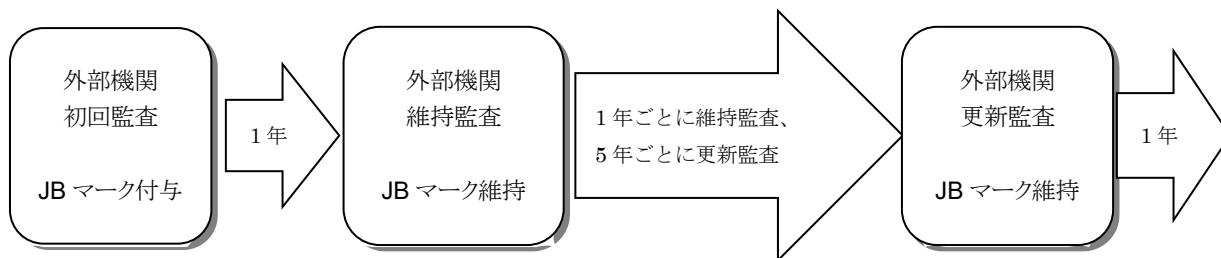 外部機関
初回監査
JB マーク付与
1 年
外部機関
維持監査
JB マーク維持
1 年ごとに維持監査、
5 年ごとに更新監査
外部機関
更新監査
JB マーク維持
1 年